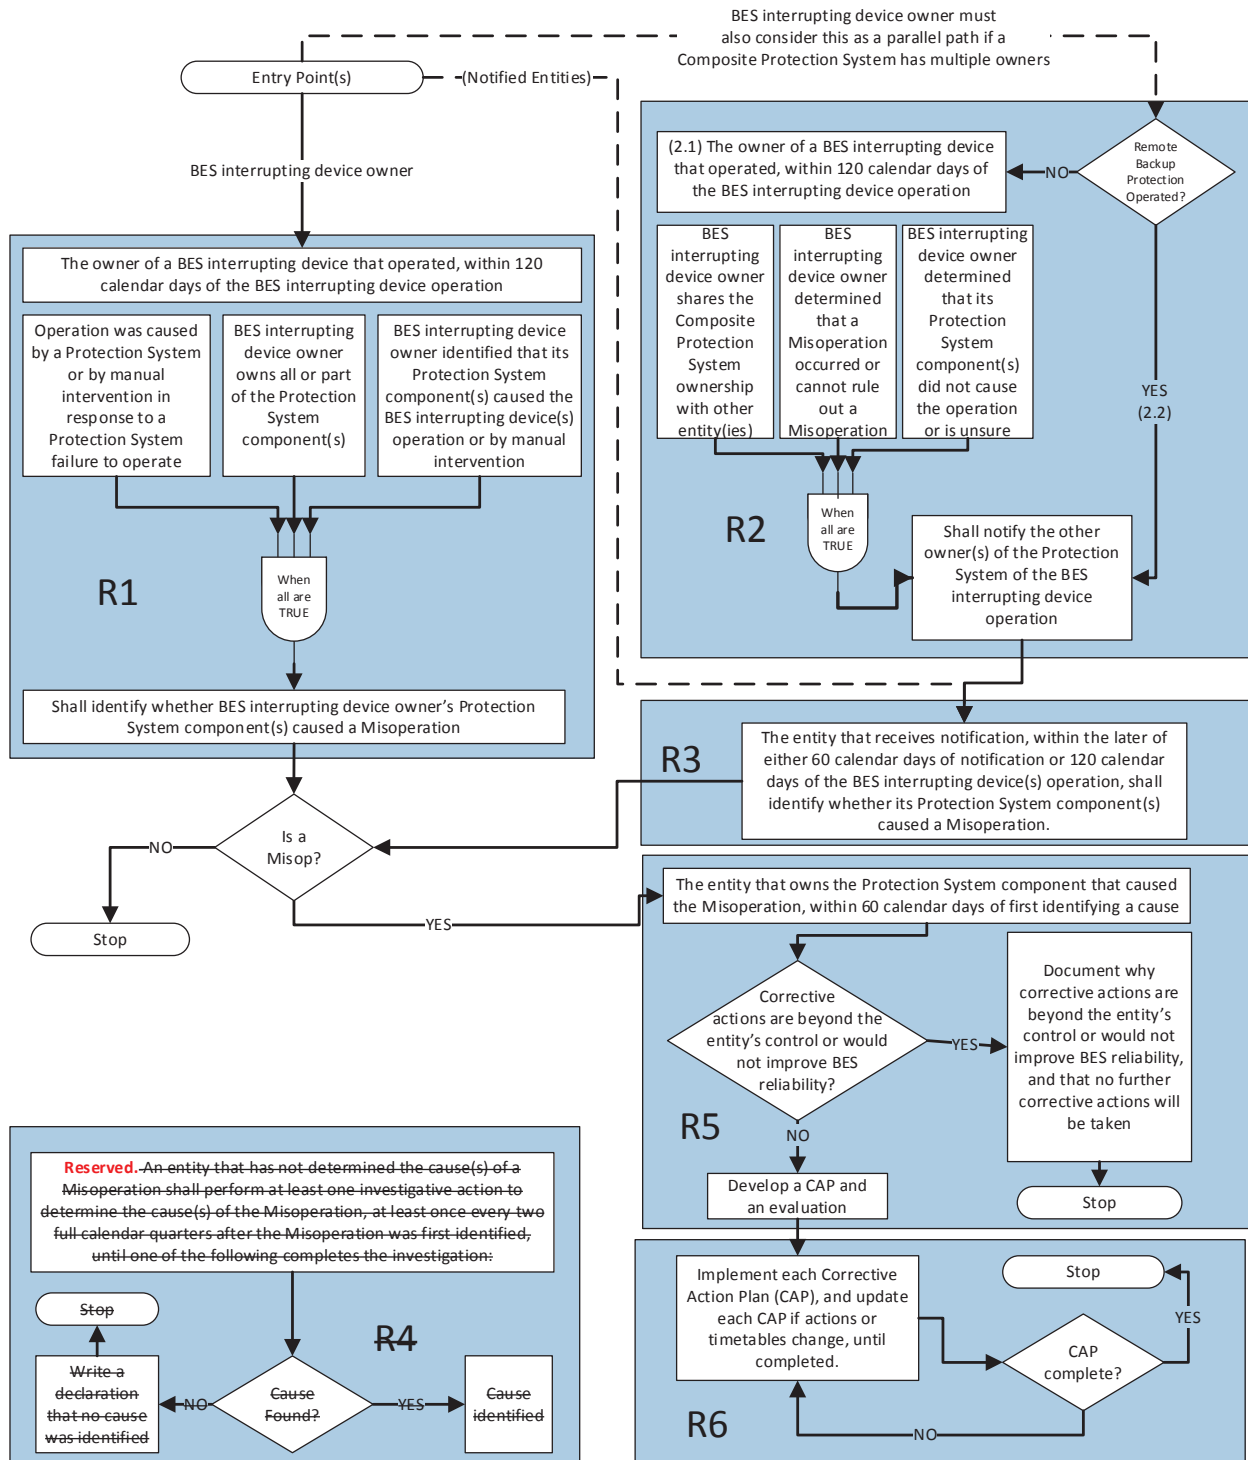 BES interrupting device owner must
also consider this as a parallel path if a
Composite Protection System has multiple owners
Entry Point(s)
(Notified Entities)
BES interrupting device owner
The owner of a BES interrupting device that operated, within 120
calendar days of the BES interrupting device operation
Operation was caused
by a Protection System
or by manual
intervention in
response to a
Protection System
failure to operate
BES interrupting
device owner
owns all or part
of the Protection
System
component(s)
BES interrupting device
owner identified that its
Protection System
component(s) caused the
BES interrupting device(s)
operation or by manual
intervention
When
all are
TRUE
R1
Shall identify whether BES interrupting device owner’s Protection
System component(s) caused a Misoperation
Is a
Misop?
NO
Stop
YES
Remote
Backup
Protection
Operated?
NO
(2.1) The owner of a BES interrupting device
that operated, within 120 calendar days of
the BES interrupting device operation
BES
interrupting
device owner
shares the
Composite
Protection
System
ownership
with other
entity(ies)
BES
interrupting
device owner
determined
that a
Misoperation
occurred or
cannot rule
out a
Misoperation
BES interrupting
device owner
determined
that its
Protection
System
component(s)
did not cause
the operation
or is unsure
YES
(2.2)
When
all are
TRUE
R2
Shall notify the other
owner(s) of the Protection
System of the BES
interrupting device
operation
R3
The entity that receives notification, within the later of
either 60 calendar days of notification or 120 calendar
days of the BES interrupting device(s) operation, shall
identify whether its Protection System component(s)
caused a Misoperation.
The entity that owns the Protection System component that caused
the Misoperation, within 60 calendar days of first identifying a cause
Corrective
actions are beyond the
entity’s control or would
not improve BES
reliability?
YES
Document why
corrective actions are
beyond the entity’s
control or would not
improve BES reliability,
and that no further
corrective actions will
be taken
Stop
NO
R5
Develop a CAP and
an evaluation
Reserved. An entity that has not determined the cause(s) of a
Misoperation shall perform at least one investigative action to
determine the cause(s) of the Misoperation, at least once every two
full calendar quarters after the Misoperation was first identified,
until one of the following completes the investigation:
Stop
R4
Write a
declaration
that no cause
was identified
NO
Cause
Found?
YES
Cause
identified
Implement each Corrective
Action Plan (CAP), and update
each CAP if actions or
timetables change, until
completed.
Stop
YES
CAP
complete?
NO
R6